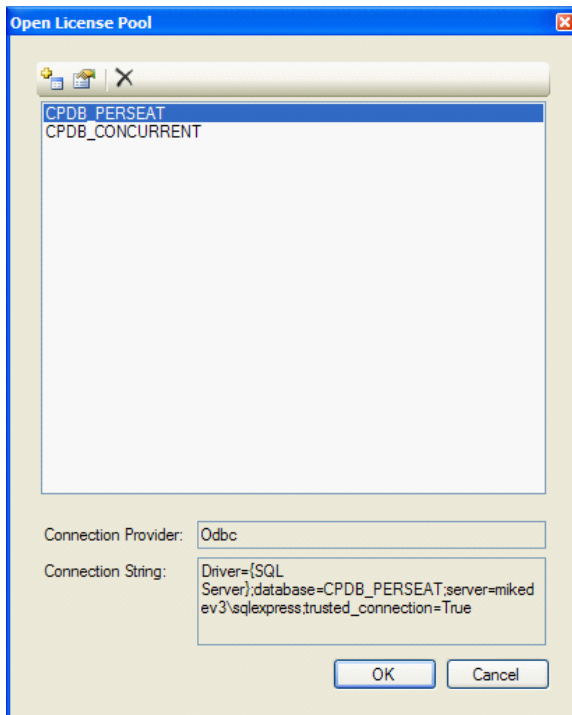 Open License Pool
CPDB_PERSEAT
CPDB_CONCURRENT
Connection Provider: Odbc
Connection String: Driver={SQL
Server};database=CPDB_PERSEAT;server=miked
ev3\sqlexpress;trusted_connection=True
OK Cancel